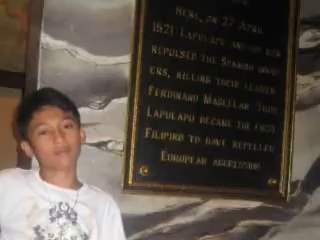 HERE, ON 27 APRIL
1521 LAPULAPU AND HIS MEN
REPULSED THE SPANISH INVAD
ERS, KILLING THEIR LEADER
FERDINAND MAGELLAN. THUS
LAPULAPU BECAME THE FIRST
FILIPINO TO HAVE REPELLED
EUROPEAN AGGRESSION